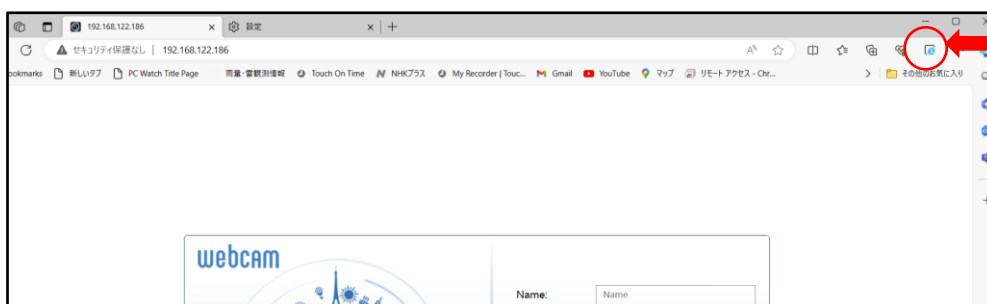 192.168.122.186 設定
セキュリティ保護なし | 192.168.122.186
ookmarks 新しいタブ PC Watch Title Page 雨量・雷観測情報 Touch On Time NHKプラス My Recorder | Touc... Gmail YouTube マップ リモート アクセス - Chr... その他のお気に入り
webcam
Name: Name